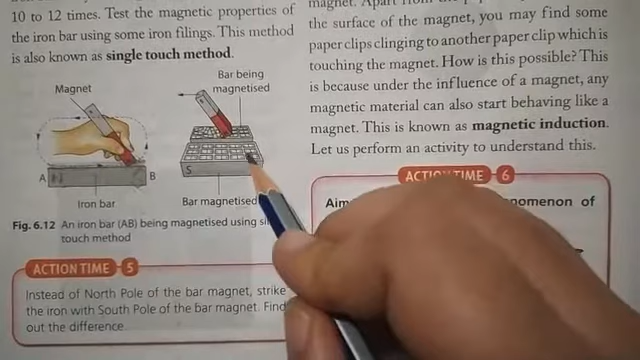 10 to 12 times. Test the magnetic properties of
the iron bar using some iron filings. This method
is also known as single touch method.
Magnet
Bar being
magnetised
A
N
B
S
Iron bar
Bar magnetised
Fig. 6.12 An iron bar (AB) being magnetised using
touch method
ACTION TIME 5
Instead of North Pole of the bar magnet, strike
the iron with South Pole of the bar magnet. Find
out the difference.
the surface of the magnet, you may find some
paper clips clinging to another paper clip which is
touching the magnet. How is this possible? This
is because under the influence of a magnet, any
magnetic material can also start behaving like a
magnet. This is known as magnetic induction.
Let us perform an activity to understand this.
ACTION TIME 6
nomenon of